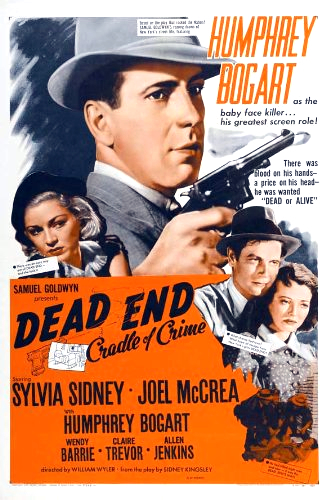 HUMPHREY
BOGART
as the
baby face killer...
his greatest screen role!
There was
blood on his hands—
a price on his head—
he was wanted
"DEAD or ALIVE"
SAMUEL GOLDWYN
presents
DEAD END
Cradle of Crime
Starring
SYLVIA SIDNEY · JOEL McCREA
with
HUMPHREY BOGART
WENDY CLAIRE ALLEN
BARRIE · TREVOR · JENKINS
directed by WILLIAM WYLER · from the play by SIDNEY KINGSLEY